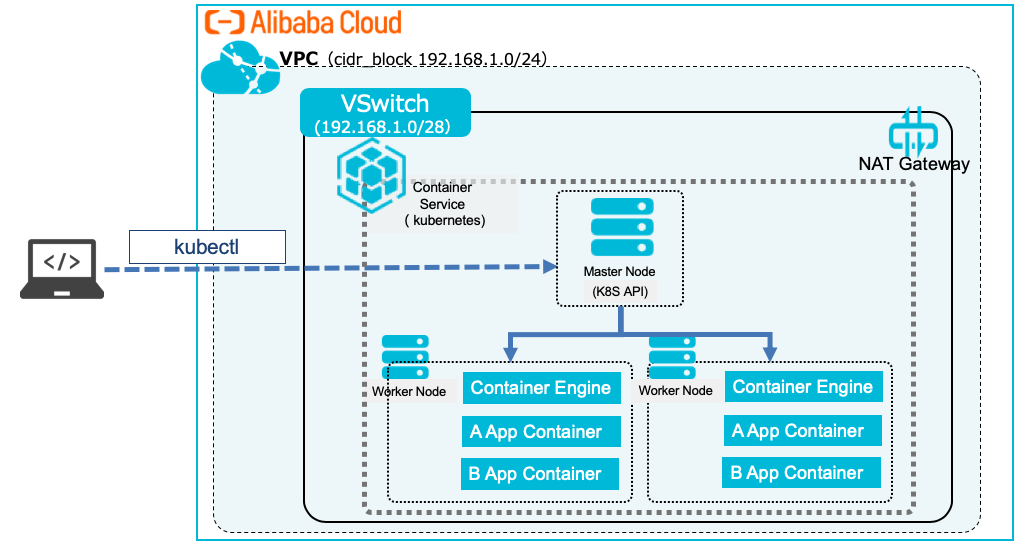 Alibaba Cloud
VPC（cidr_block 192.168.1.0/24）
VSwitch
(192.168.1.0/28）
NAT Gateway
Container
Service
( kubernetes)
</>
kubectl
Master Node
(K8S API)
Worker Node
Container Engine
A App Container
B App Container
Worker Node
Container Engine
A App Container
B App Container